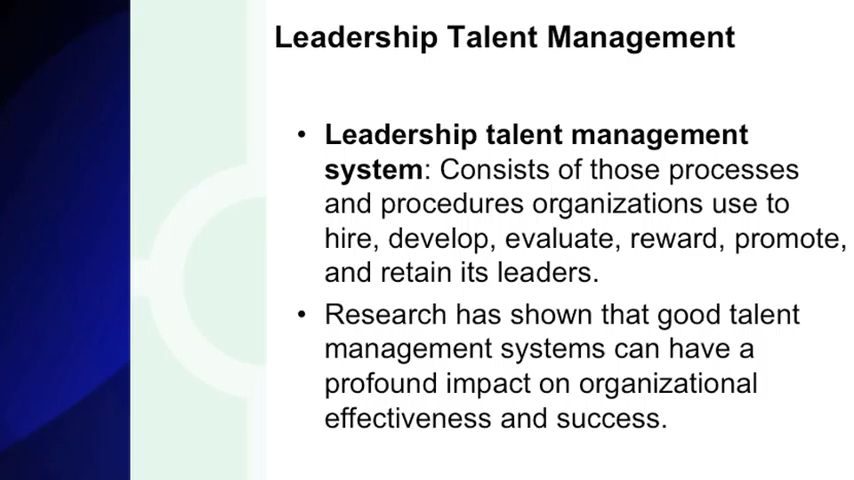 Leadership Talent Management
• Leadership talent management
system: Consists of those processes
and procedures organizations use to
hire, develop, evaluate, reward, promote,
and retain its leaders.
• Research has shown that good talent
management systems can have a
profound impact on organizational
effectiveness and success.